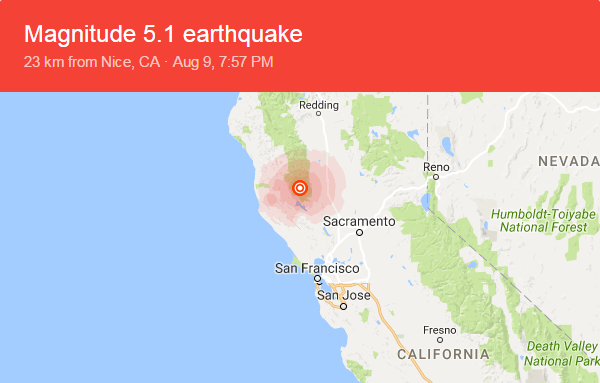 Magnitude 5.1 earthquake
23 km from Nice, CA · Aug 9, 7:57 PM
Redding
Reno
NEVADA
Humboldt-Toiyabe
National Forest
Sacramento
San Francisco
San Jose
Fresno
Death Valley
National Park
CALIFORNIA